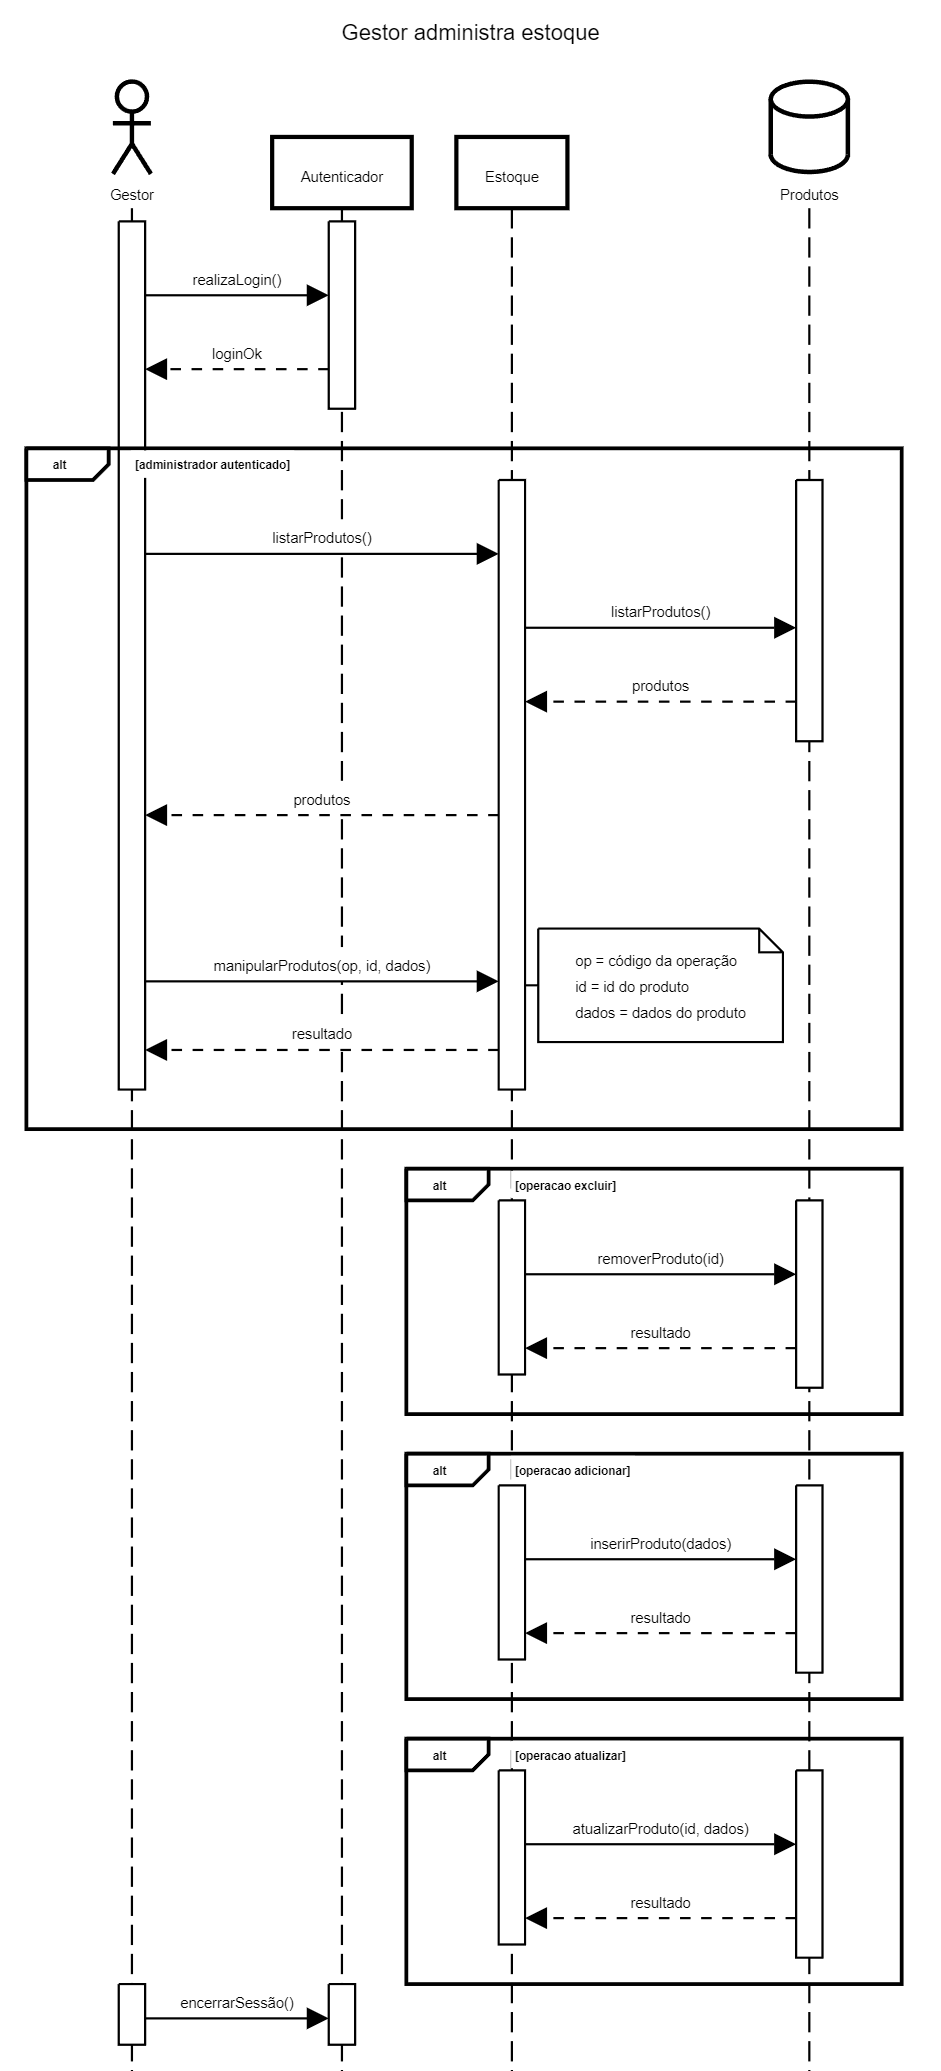 Gestor administra estoque
Gestor
Autenticador
Estoque
Produtos
realizaLogin()
loginOk
alt
[administrador autenticado]
listarProdutos()
listarProdutos()
produtos
produtos
manipularProdutos(op, id, dados)
op = código da operação
id = id do produto
dados = dados do produto
resultado
alt
[operacao excluir]
removerProduto(id)
resultado
alt
[operacao adicionar]
inserirProduto(dados)
resultado
alt
[operacao atualizar]
atualizarProduto(id, dados)
resultado
encerrarSessão()